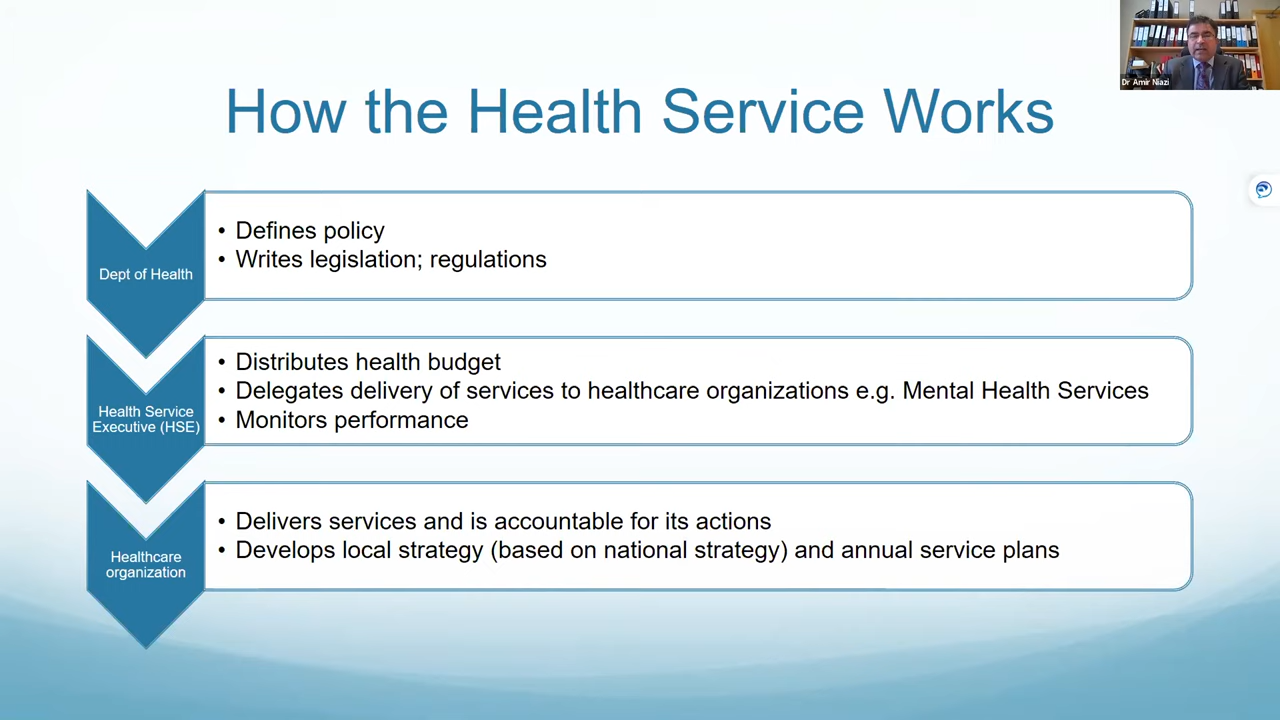 Dr Amir Niazi
How the Health Service Works
Dept of Health
• Defines policy
• Writes legislation; regulations
Health Service
Executive (HSE)
• Distributes health budget
• Delegates delivery of services to healthcare organizations e.g. Mental Health Services
• Monitors performance
Healthcare
organization
• Delivers services and is accountable for its actions
• Develops local strategy (based on national strategy) and annual service plans